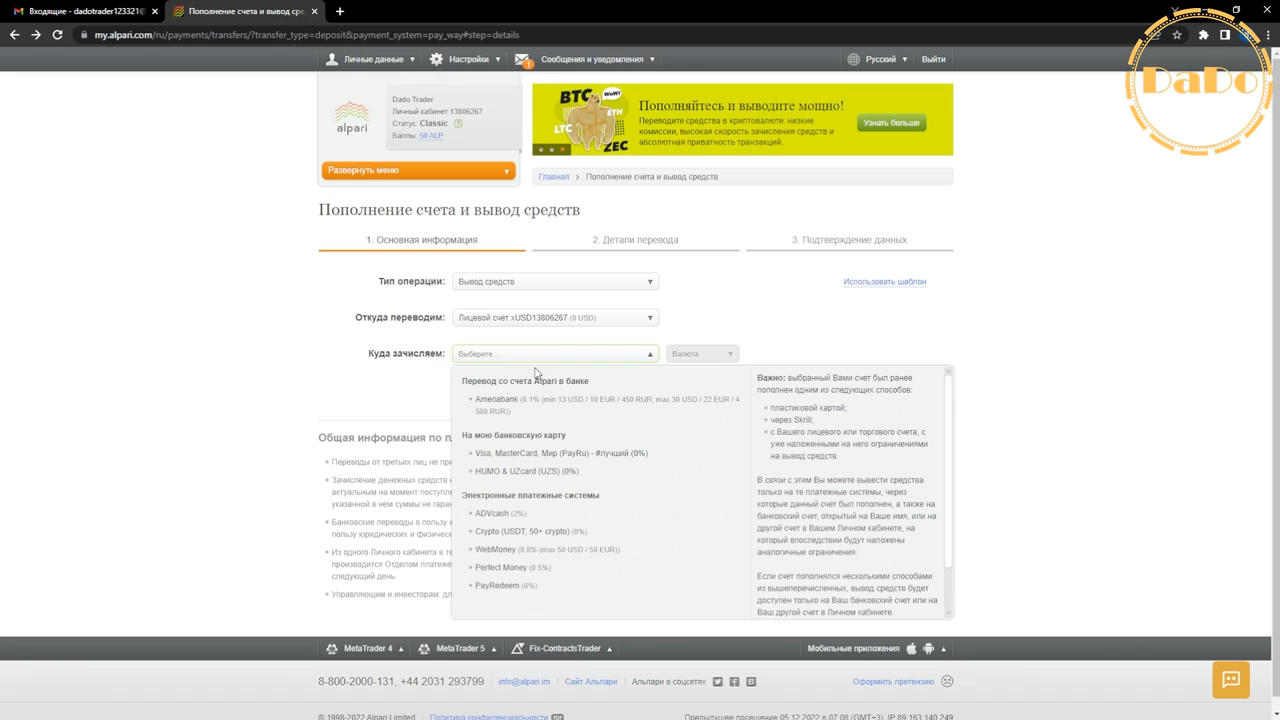 Входящие - dadotrader123321@
Пополнение счета и вывод сре
my.alpari.com/ru/payments/transfers/?transfer_type=deposit&payment_system=pay_way#step=details
Личные данные
Настройки
1
Сообщения и уведомления
Русский
Выйти
DaDo
alpari
Dado Trader
Личный кабинет 13806267
Статус: Classic ?
Баллы: 50 ALP
Развернуть меню
BTC
WoW!
ETH
LTC
ZEC
Пополняйтесь и выводите мощно!
Переводите средства в криптовалюте: низкие
комиссии, высокая скорость зачисления средств и
абсолютная приватность транзакций.
Узнать больше
Главная > Пополнение счета и вывод средств
Пополнение счета и вывод средств
1. Основная информация
2. Детали перевода
3. Подтверждение данных
Тип операции: Вывод средств
Использовать шаблон
Откуда переводим: Лицевой счет xUSD13806267 (0 USD)
Куда зачисляем: Выберите... Валюта
Перевод со счета Alpari в банке
Ameriabank (0.1% (min 13 USD / 10 EUR / 450 RUR; max 30 USD / 22 EUR / 4
500 RUR))
На мою банковскую карту
Visa, MasterCard, Мир (PayRu) - #лучший (0%)
HUMO & UZcard (UZS) (0%)
Электронные платежные системы
ADVcash (2%)
Crypto (USDT, 50+ crypto) (0%)
WebMoney (0.8% (max 50 USD / 50 EUR))
Perfect Money (0.5%)
PayRedeem (6%)
Важно: выбранный Вами счет был ранее
пополнен одним из следующих способов:
пластиковой картой;
через Skrill;
с Вашего лицевого или торгового счета, с
уже наложенными на него ограничениями
на вывод средств.
В связи с этим Вы можете вывести средства
только на те платежные системы, через
которые данный счет был пополнен, а также на
банковский счет, открытый на Ваше имя, или на
другой счет в Вашем Личном кабинете, на
который впоследствии будут наложены
аналогичные ограничения.
Если счет пополнялся несколькими способами
из вышеперечисленных, вывод средств будет
доступен только на Ваш банковский счет или на
Ваш другой счет в Личном кабинете.
Общая информация по п
Переводы от третьих лиц не при
Зачисление денежных средств н
актуальным на момент поступле
указанной в нем суммы не гаран
Банковские переводы в пользу к
пользу юридических и физическ
Из одного Личного кабинета в те
производится Отделом платеже
следующий день.
Управляющим и инвесторам: дл
MetaTrader 4
MetaTrader 5
Fix-ContractsTrader
Мобильные приложения
8-800-2000-131, +44 2031 293799
info@alpari.im
Сайт Альпари
Альпари в соцсетях
Оформить претензию
© 1998-2022 Alpari Limited
Политика конфиденциальности
Предыдущее посещение 05.12.2022 в 07:08 (GMT+3), IP 89.163.140.249